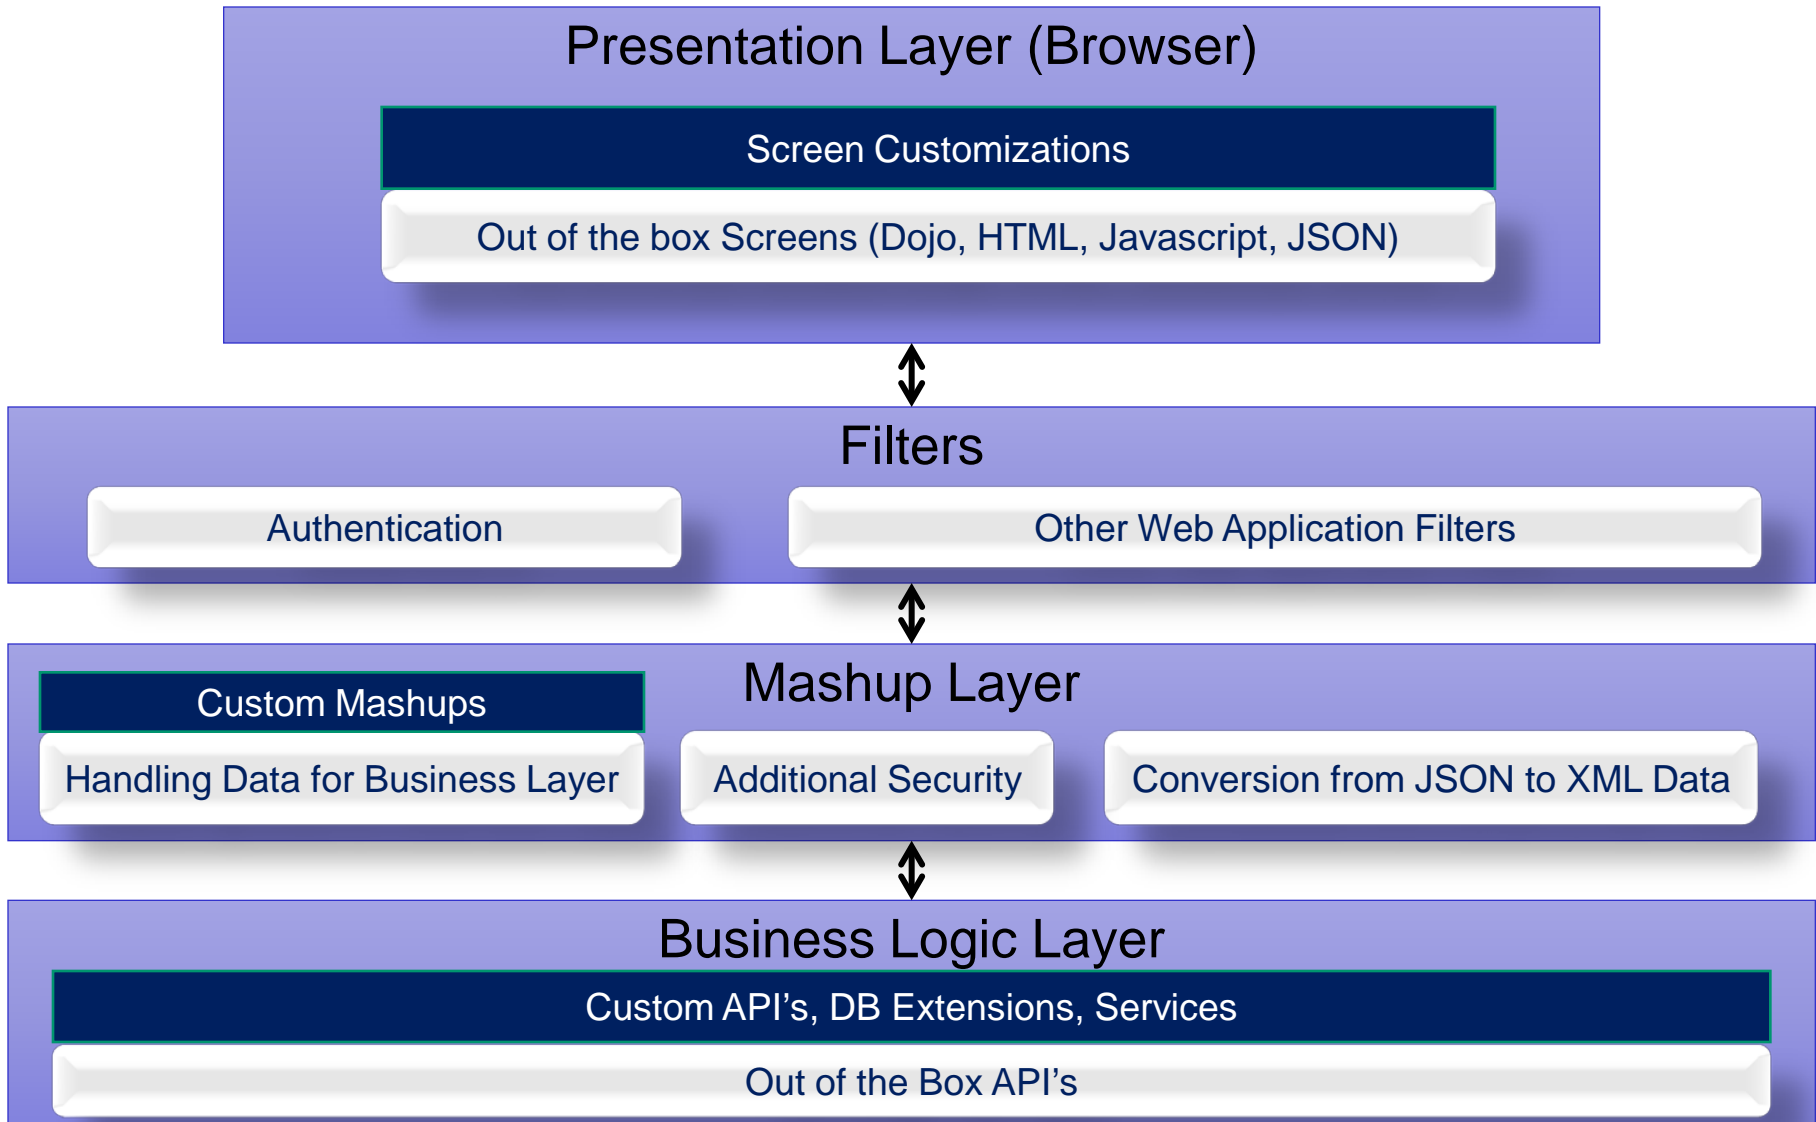 Presentation Layer (Browser)
Screen Customizations
Out of the box Screens (Dojo, HTML, Javascript, JSON)
Filters
Authentication
Other Web Application Filters
Mashup Layer
Custom Mashups
Handling Data for Business Layer
Additional Security
Conversion from JSON to XML Data
Business Logic Layer
Custom API’s, DB Extensions, Services
Out of the Box API’s